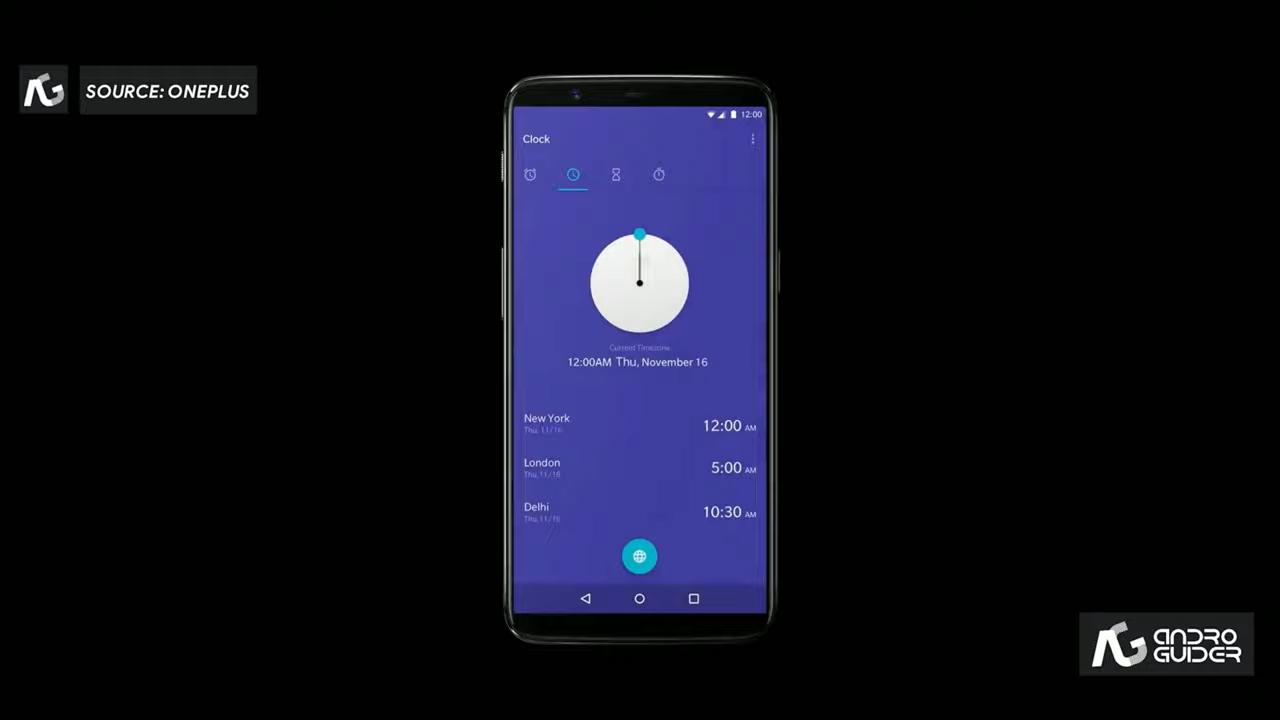 SOURCE: ONEPLUS
12:00
Clock
Current Timezone
12:00AM Thu, November 16
New York
12:00 AM
Thu, 11/16
London
5:00 AM
Thu, 11/16
Delhi
10:30 AM
Thu, 11/16
ANDRO
GUIDER